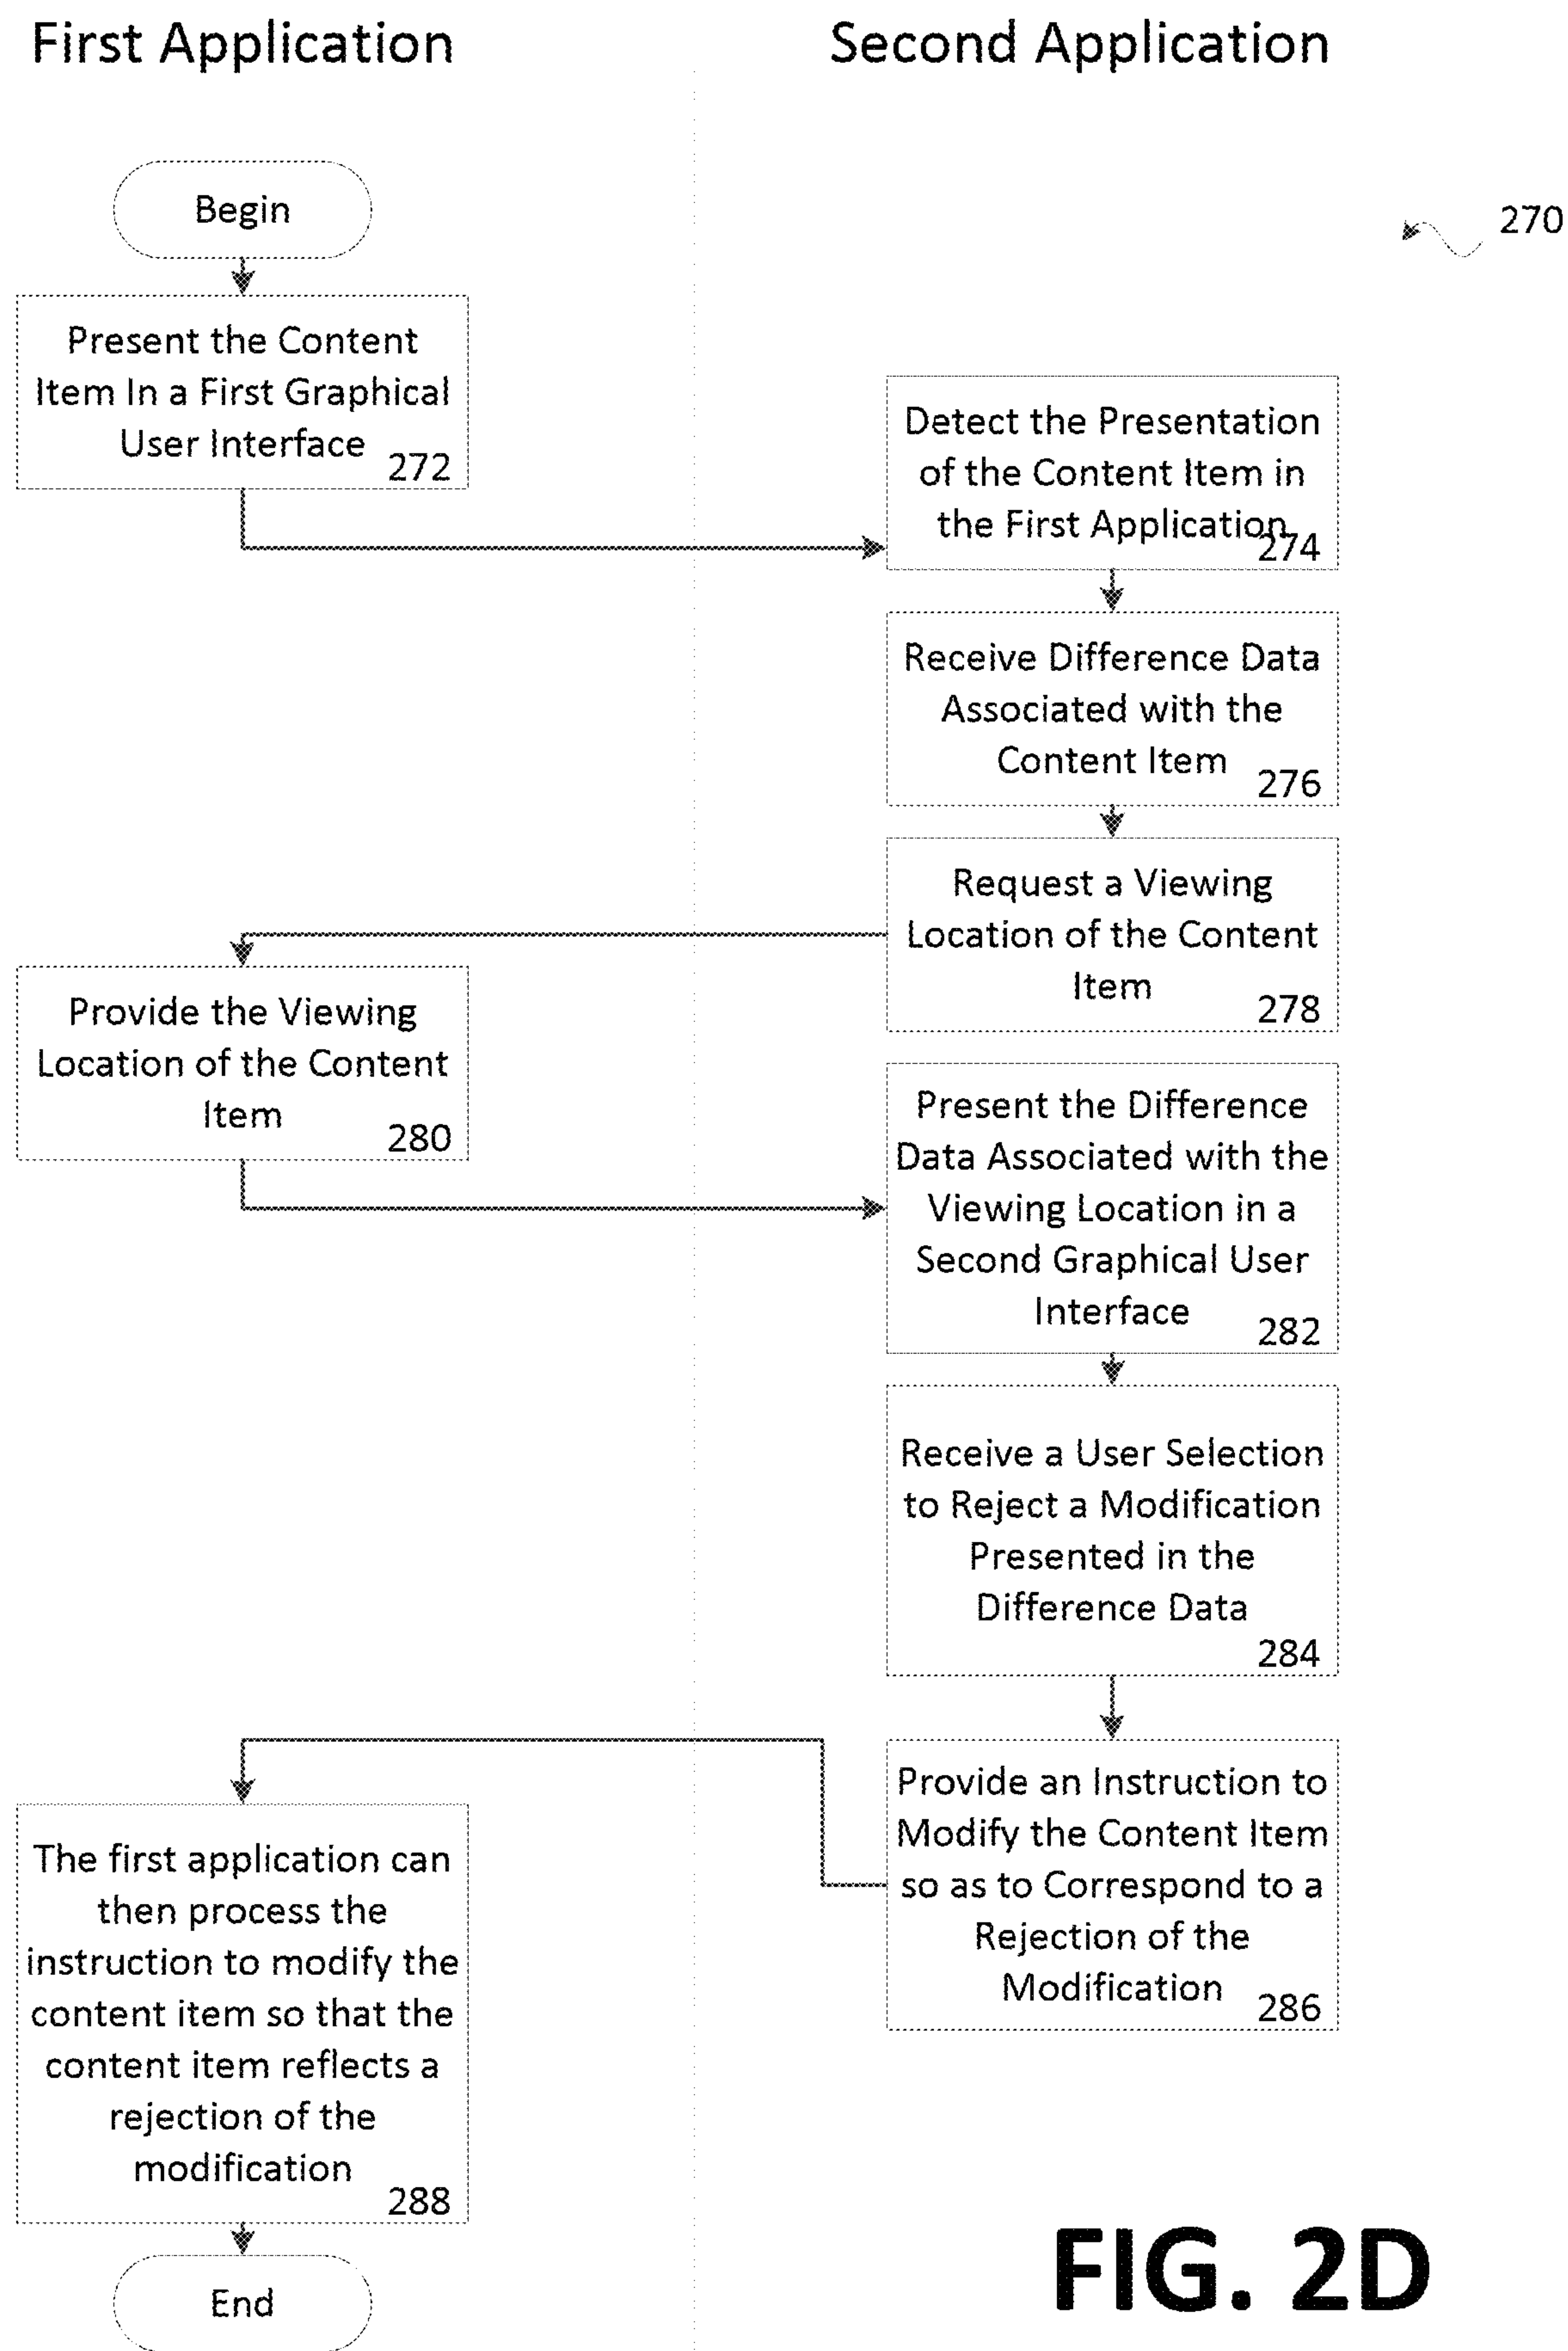 First Application
Second Application
Begin
270
Present the Content
Item In a First Graphical
User Interface
272
Detect the Presentation
of the Content Item in
the First Application
274
Receive Difference Data
Associated with the
Content Item
276
Request a Viewing
Location of the Content
Item
278
Provide the Viewing
Location of the Content
Item
280
Present the Difference
Data Associated with the
Viewing Location in a
Second Graphical User
Interface
282
Receive a User Selection
to Reject a Modification
Presented in the
Difference Data
284
Provide an Instruction to
Modify the Content Item
so as to Correspond to a
Rejection of the
Modification
286
The first application can
then process the
instruction to modify the
content item so that the
content item reflects a
rejection of the
modification
288
End
FIG. 2D